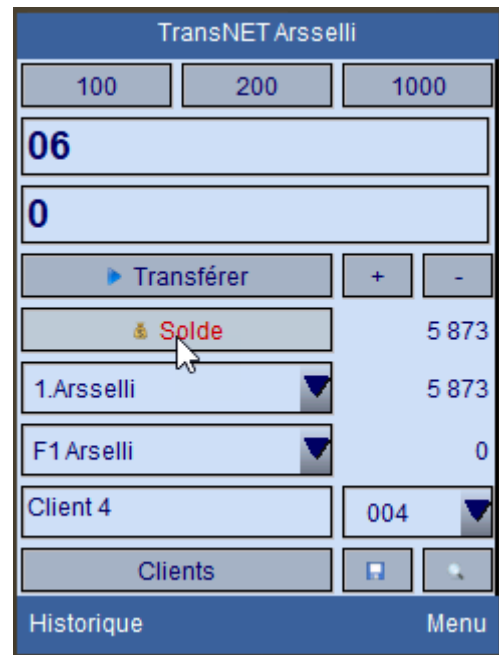 TransNET Arsselli
100 200 1000
06
0
Transférer + -
Solde 5 873
1.Arsselli 5 873
F1 Arselli 0
Client 4 004
Clients
Historique Menu